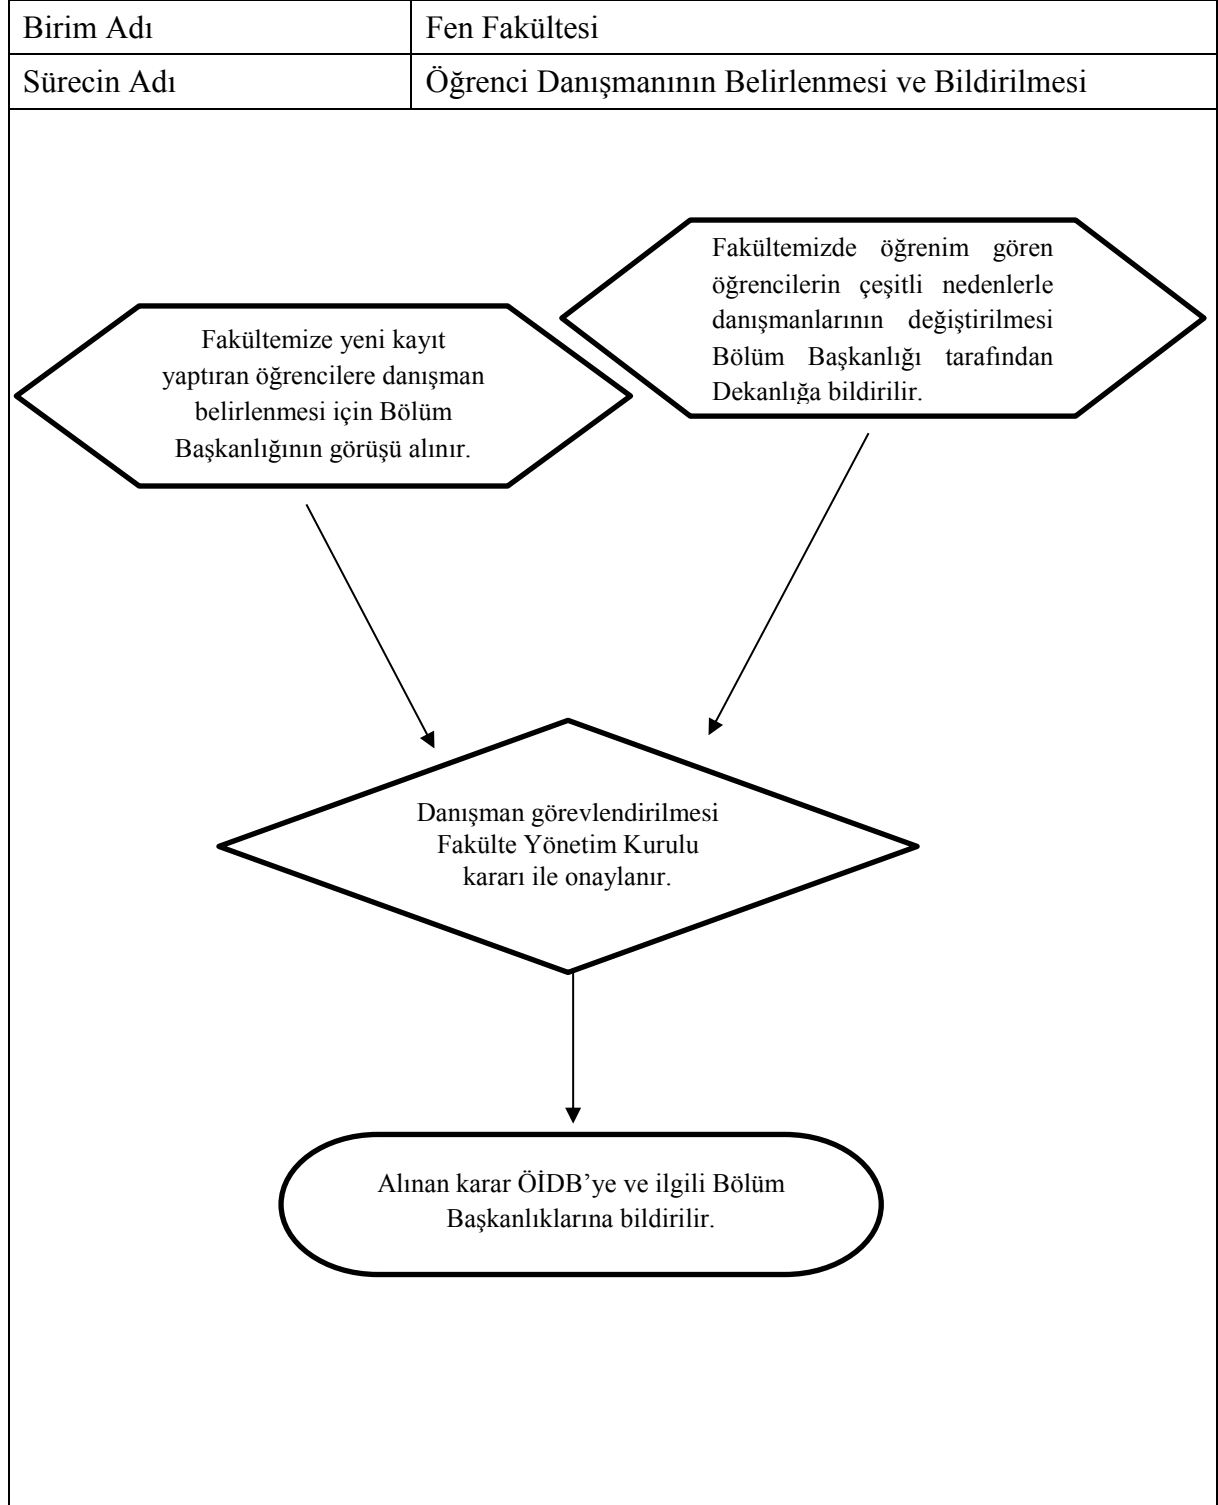 Birim Adı
Fen Fakültesi
Sürecin Adı
Öğrenci Danışmanının Belirlenmesi ve Bildirilmesi
Fakültemize yeni kayıt
yaptıran öğrencilere danışman
belirlenmesi için Bölüm
Başkanlığının görüşü alınır.
Fakültemizde öğrenim gören
öğrencilerin çeşitli nedenlerle
danışmanlarının değiştirilmesi
Bölüm Başkanlığı tarafından
Dekanlığa bildirilir.
Danışman görevlendirilmesi
Fakülte Yönetim Kurulu
kararı ile onaylanır.
Alınan karar ÖİDB’ye ve ilgili Bölüm
Başkanlıklarına bildirilir.